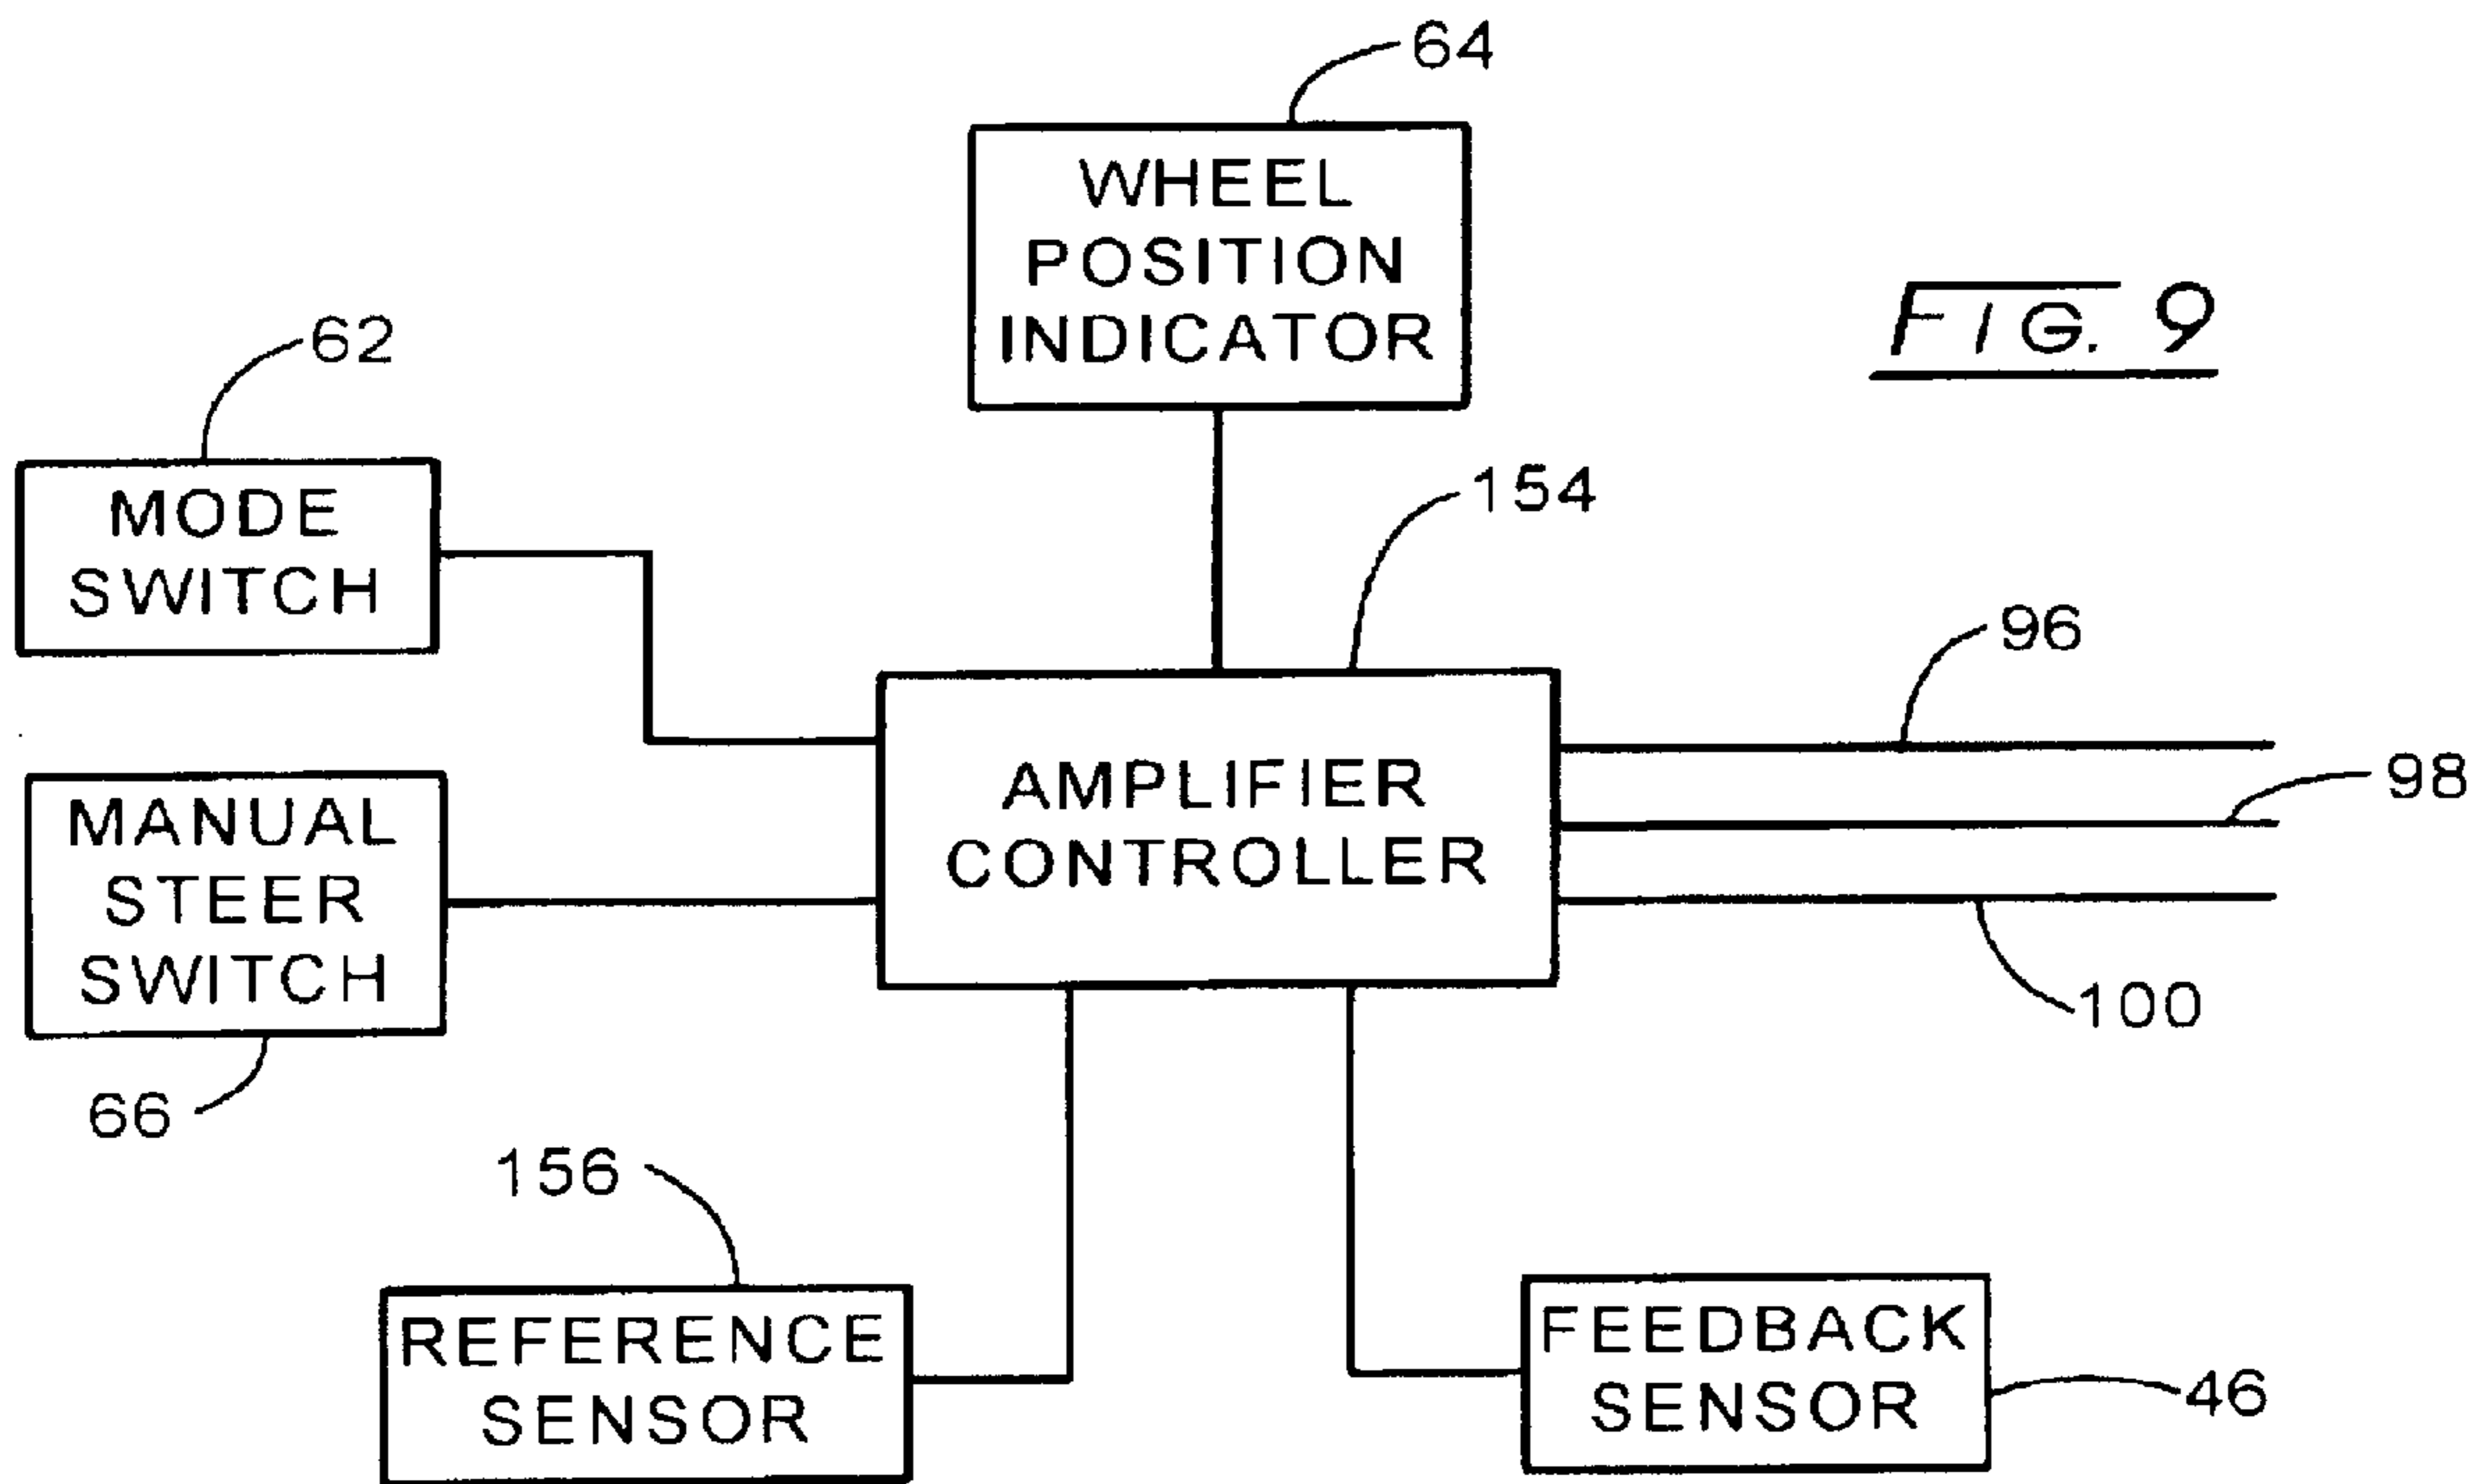 64
WHEEL
POSITION
INDICATOR
FIG. 9
62
MODE
SWITCH
154
96
AMPLIFIER
CONTROLLER
98
MANUAL
STEER
SWITCH
100
66
156
REFERENCE
SENSOR
FEEDBACK
SENSOR
46